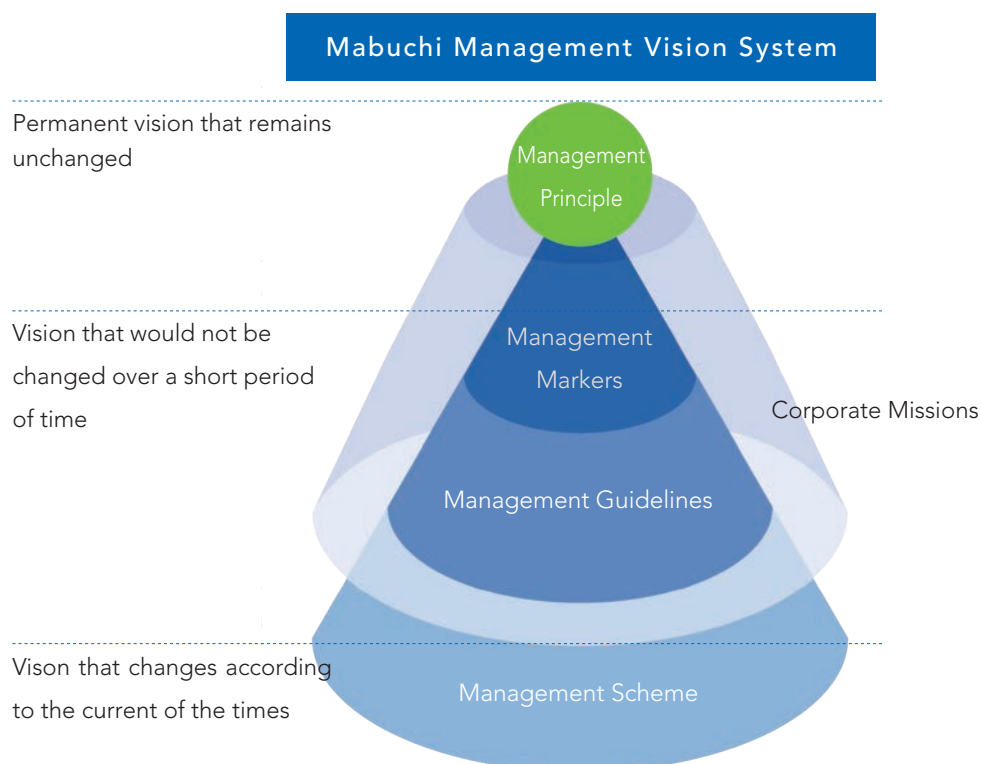 Mabuchi Management Vision System
Permanent vision that remains
unchanged
Management
Principle
Vision that would not be
changed over a short period
of time
Management
Markers
Corporate Missions
Management Guidelines
Vison that changes according
to the current of the times
Management Scheme